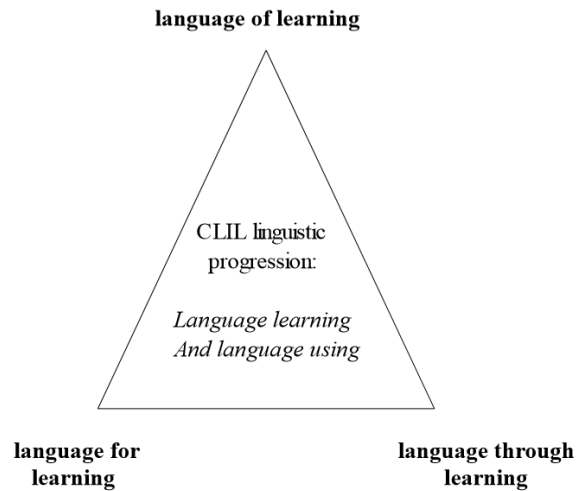 language of learning
CLIL linguistic
progression:
Language learning
And language using
language for
learning
language through
learning